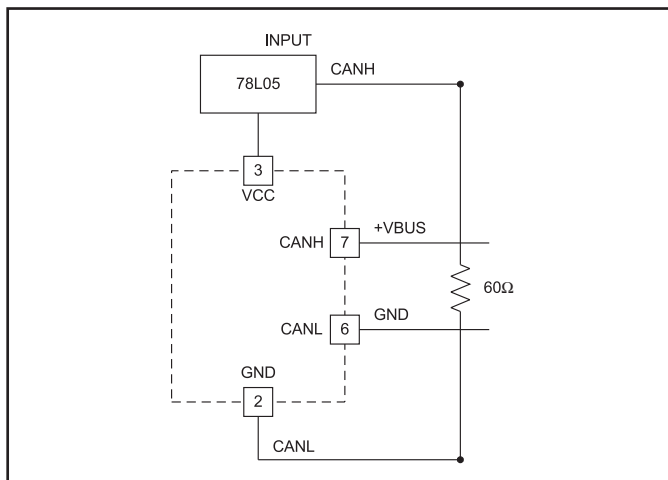 INPUT
78L05
CANH
3
VCC
+VBUS
CANH
7
60Ω
GND
CANL
6
GND
2
CANL